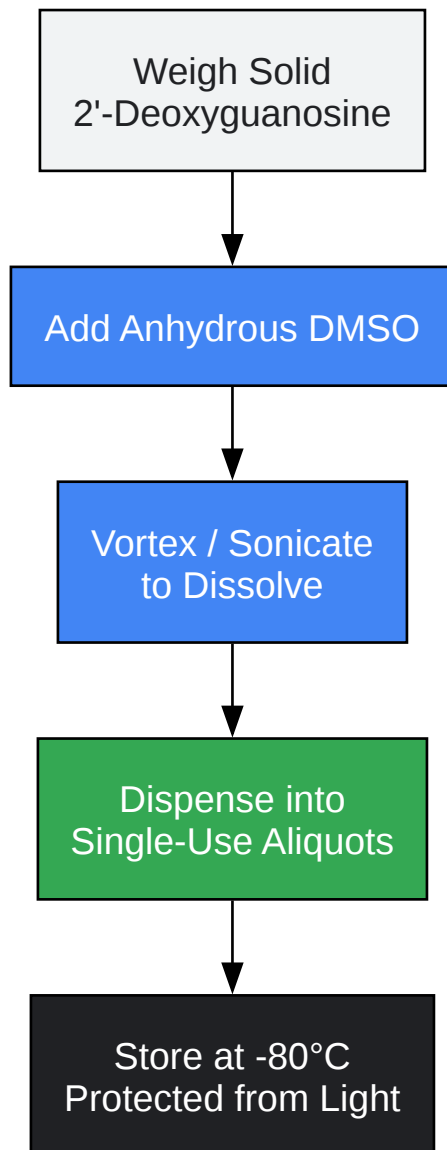 Weigh Solid
2'-Deoxyguanosine
Add Anhydrous DMSO
Vortex / Sonicate
to Dissolve
Dispense into
Single-Use Aliquots
Store at -80°C
Protected from Light